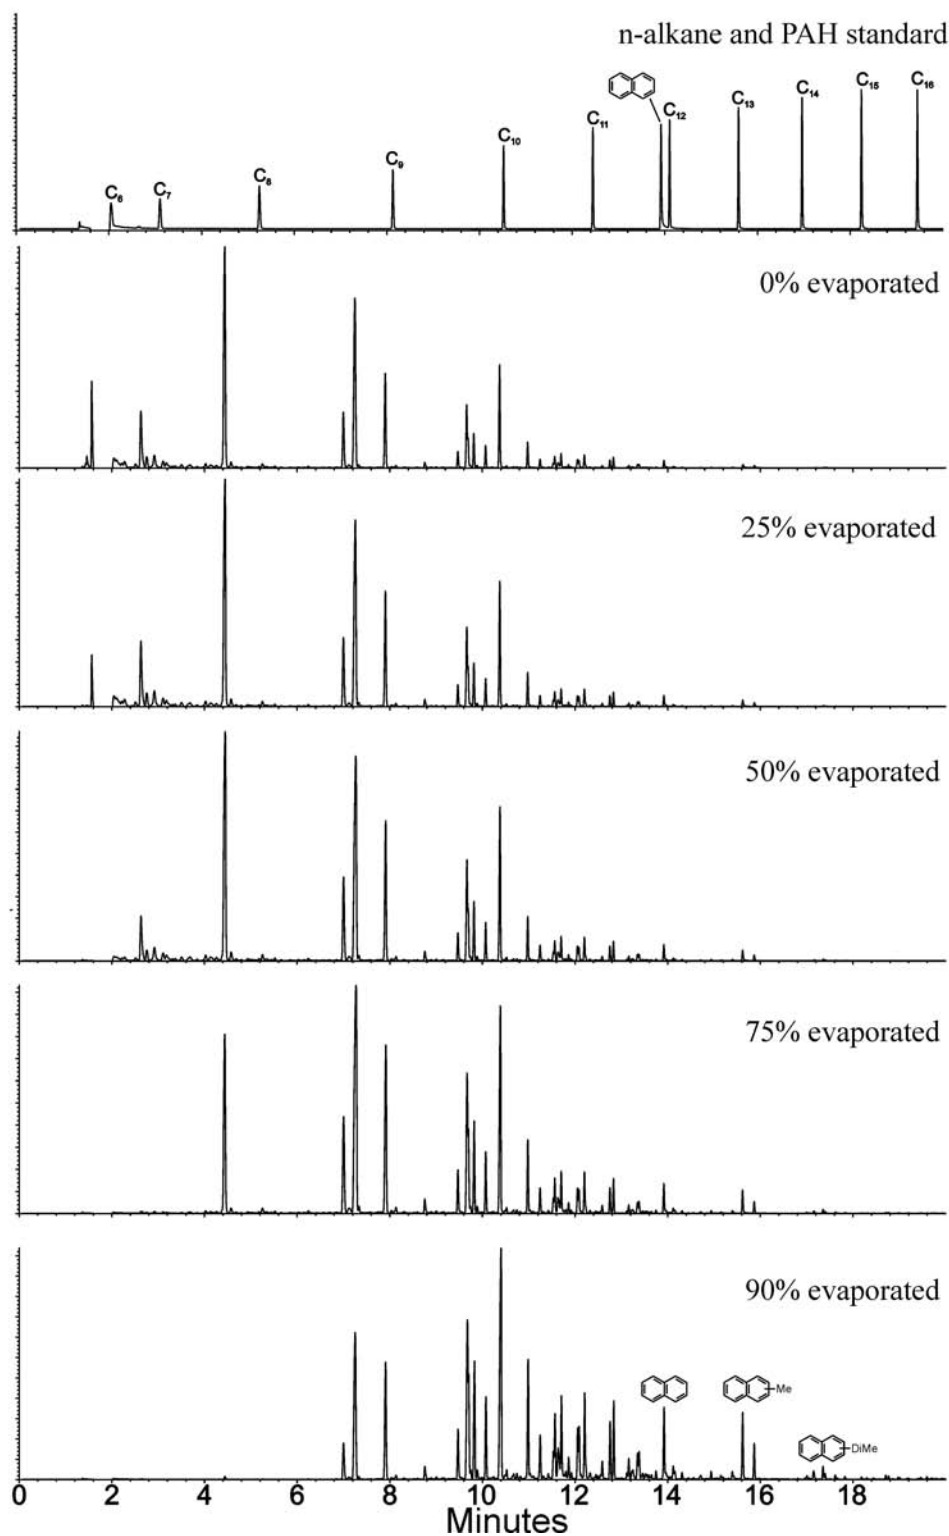 n-alkane and PAH standard
C6 C7 C8 C9 C10 C11 C12 C13 C14 C15 C16
0% evaporated
25% evaporated
50% evaporated
75% evaporated
90% evaporated
Me
DiMe
0 2 4 6 8 10 12 14 16 18
Minutes